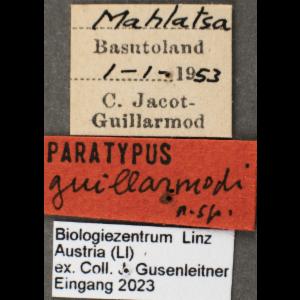 Mahlatsa
Basutoland
1-1-1953
C. Jacot-
Guillarmod
PARATYPUS
guillarmodi
n.sp.
Biologiezentrum Linz
Austria (LI)
ex. Coll. J. Gusenleitner
Eingang 2023